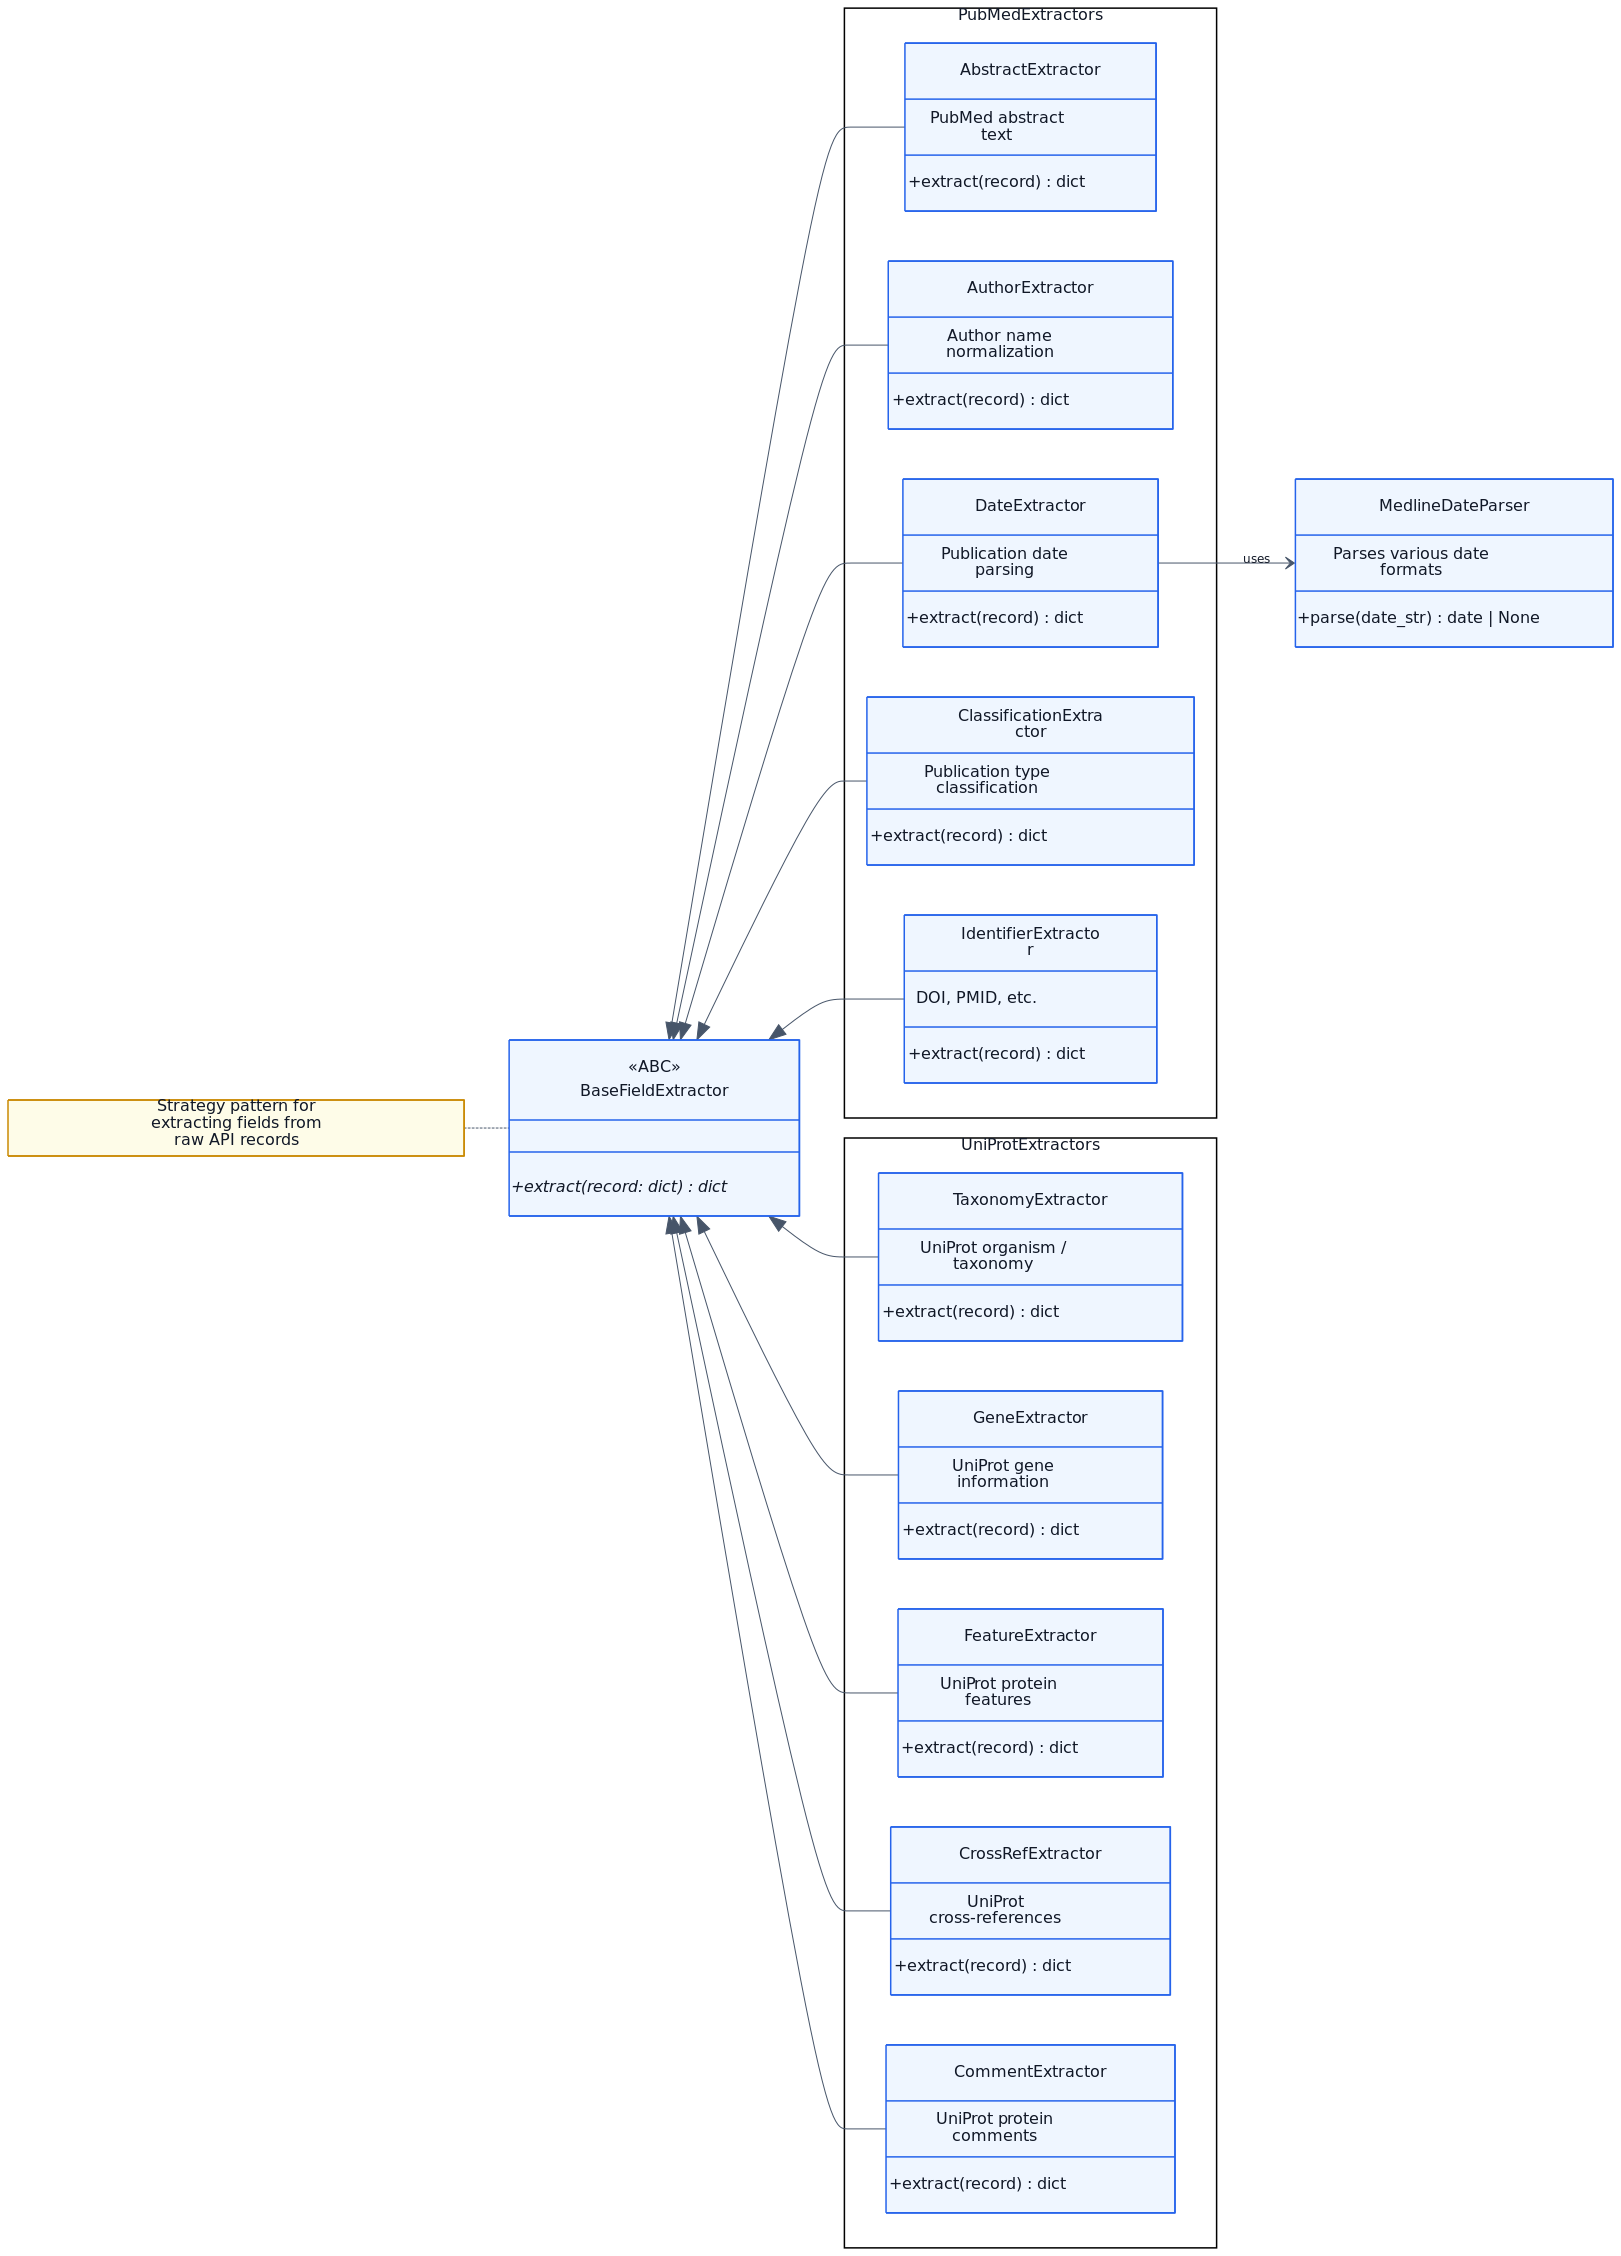 PubMedExtractors
AbstractExtractor
PubMed abstract
text
+extract(record) : dict
AuthorExtractor
Author name
normalization
+extract(record) : dict
DateExtractor
Publication date
parsing
+extract(record) : dict
uses
MedlineDateParser
Parses various date
formats
+parse(date_str) : date | None
ClassificationExtra
ctor
Publication type
classification
+extract(record) : dict
IdentifierExtracto
r
DOI, PMID, etc.
+extract(record) : dict
Strategy pattern for
extracting fields from
raw API records
«ABC»
BaseFieldExtractor
+extract(record: dict) : dict
UniProtExtractors
TaxonomyExtractor
UniProt organism /
taxonomy
+extract(record) : dict
GeneExtractor
UniProt gene
information
+extract(record) : dict
FeatureExtractor
UniProt protein
features
+extract(record) : dict
CrossRefExtractor
UniProt
cross-references
+extract(record) : dict
CommentExtractor
UniProt protein
comments
+extract(record) : dict